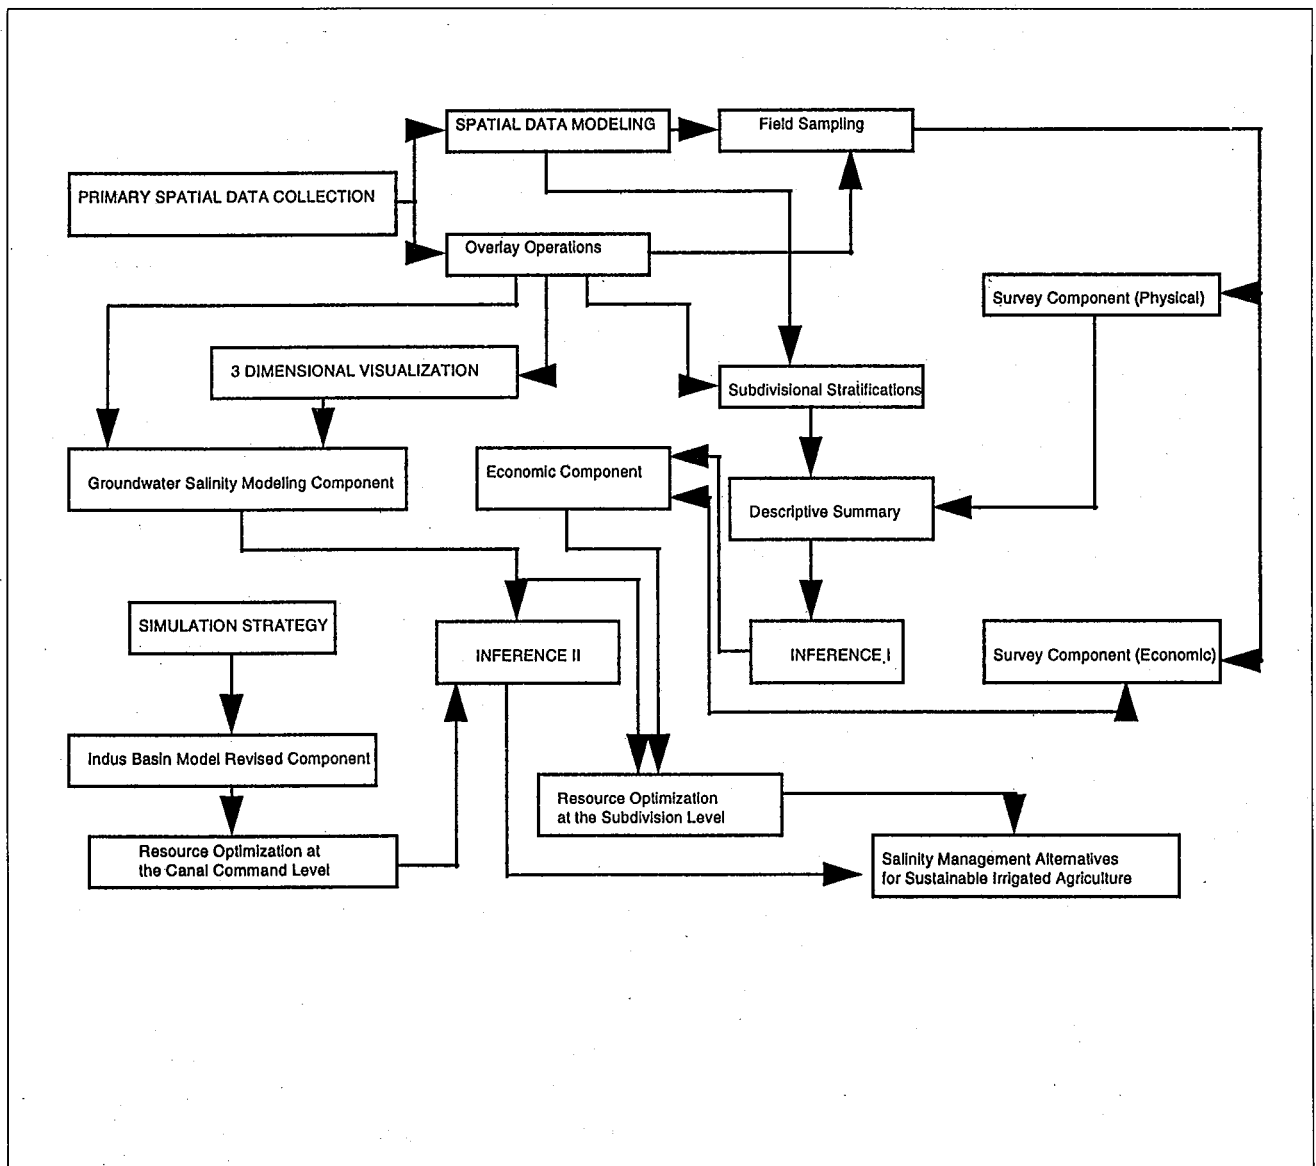 SPATIAL DATA MODELING
Field Sampling
PRIMARY SPATIAL DATA COLLECTION
Overlay Operations
Survey Component (Physical)
3 DIMENSIONAL VISUALIZATION
Subdivisional Stratifications
Groundwater Salinity Modeling Component
Economic Component
Descriptive Summary
SIMULATION STRATEGY
INFERENCE II
INFERENCE I
Survey Component (Economic)
Indus Basin Model Revised Component
Resource Optimization
at the Subdivision Level
Resource Optimization at
the Canal Command Level
Salinity Management Alternatives
for Sustainable Irrigated Agriculture